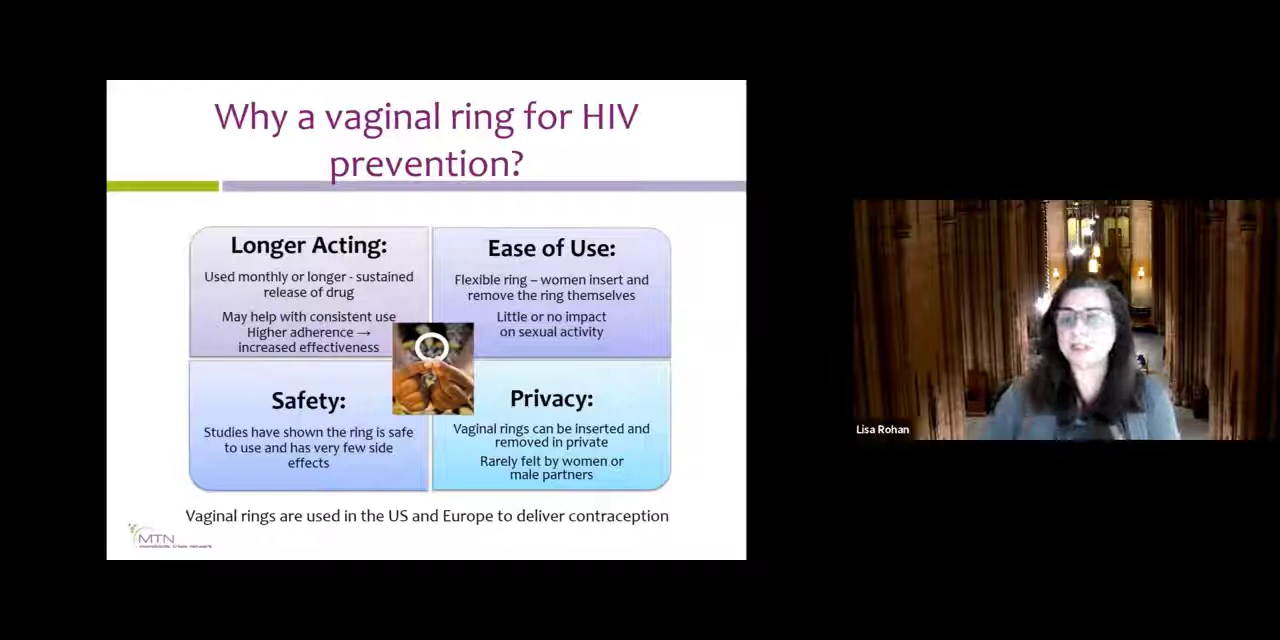 Why a vaginal ring for HIV
prevention?
Longer Acting:
Used monthly or longer - sustained
release of drug
May help with consistent use
Higher adherence →
increased effectiveness
Ease of Use:
Flexible ring – women insert and
remove the ring themselves
Little or no impact
on sexual activity
Safety:
Studies have shown the ring is safe
to use and has very few side
effects
Privacy:
Vaginal rings can be inserted and
removed in private
Rarely felt by women or
male partners
Vaginal rings are used in the US and Europe to deliver contraception
MTN
Lisa Rohan